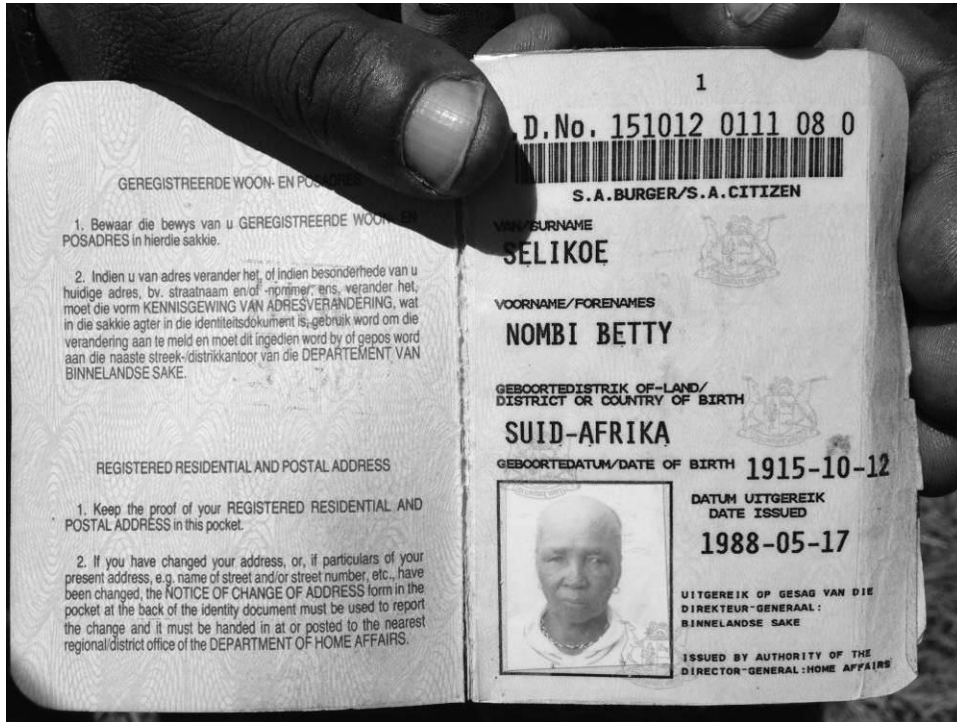 GEREGISTREERDE WOON- EN POSADRES
1. Bewaar die bewys van u GEREGISTREERDE WOON- EN
POSADRES in hierdie sakkie.
2. Indien u van adres verander het, of indien besonderhede van u
huidige adres, bv. straatnaam en/of -nommer, ens, verander het,
moet die vorm KENNISGEWING VAN ADRESVERANDERING, wat
in die sakkie agter in die identiteitsdokument is, gebruik word om die
verandering aan te meld en moet dit ingedien word by of gepos word
aan die naaste streek-/distrikkantoor van die DEPARTEMENT VAN
BINNELANDSE SAKE.
REGISTERED RESIDENTIAL AND POSTAL ADDRESS
1. Keep the proof of your REGISTERED RESIDENTIAL AND
POSTAL ADDRESS in this pocket.
2. If you have changed your address, or, if particulars of your
present address, e.g. name of street and/or street number, etc., have
been changed, the NOTICE OF CHANGE OF ADDRESS form in the
pocket at the back of the identity document must be used to report
the change and it must be handed in at or posted to the nearest
regional/district office of the DEPARTMENT OF HOME AFFAIRS.
1
.D.No. 151012 0111 08 0
S.A.BURGER/S.A.CITIZEN
VAN/SURNAME
SELIKOE
VOORNAME/FORENAMES
NOMBI BETTY
GEBOORTEDISTRIK OF-LAND/
DISTRICT OR COUNTRY OF BIRTH
SUID-AFRIKA
GEBOORTEDATUM/DATE OF BIRTH 1915-10-12
DATUM UITGEREIK
DATE ISSUED
1988-05-17
UITGEREIK OP GESAG VAN DIE
DIREKTEUR-GENERAAL:
BINNELANDSE SAKE
ISSUED BY AUTHORITY OF THE
DIRECTOR-GENERAL:HOME AFFAIRS